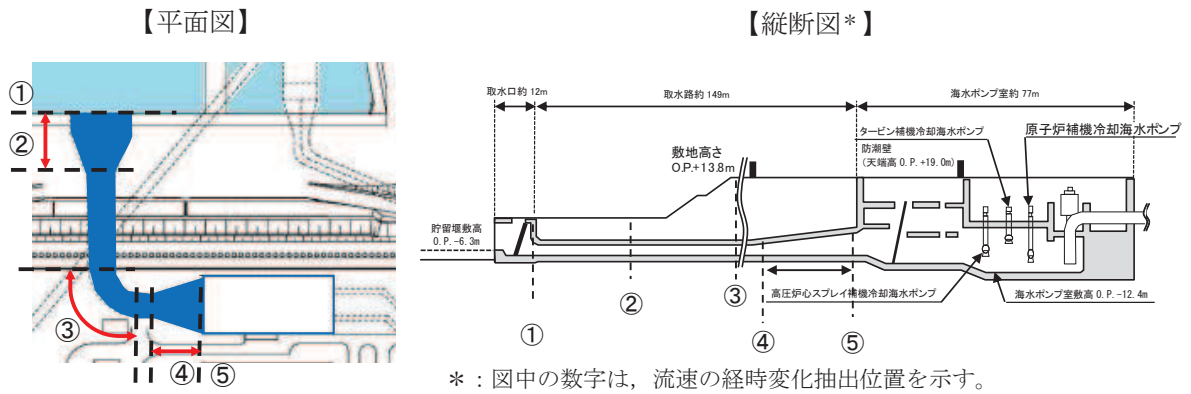 【平面図】
①
②
③
④
⑤
【縦断図*】
取水口約 12m
取水路約 149m
海水ポンプ室約 77m
タービン補機冷却海水ポンプ
原子炉補機冷却海水ポンプ
防潮壁
(天端高 O.P.+19.0m)
敷地高さ
O.P.+13.8m
貯留堰敷高
O.P.-6.3m
①
②
③
④
⑤
高圧炉心スプレイ補機冷却海水ポンプ
海水ポンプ室敷高 O.P.-12.4m
*:図中の数字は,流速の経時変化抽出位置を示す。